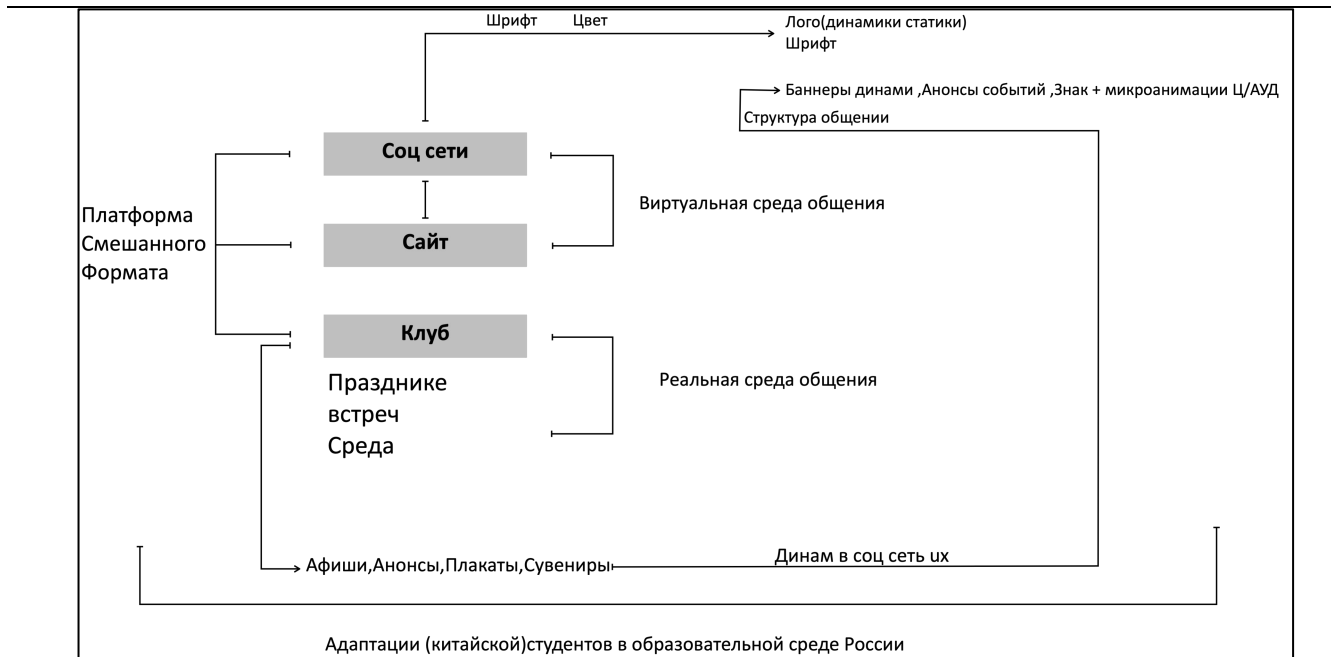 Шрифт Цвет
Лого(динамики статики)
Шрифт
Баннеры динами ,Анонсы событий ,Знак + микроанимации Ц/АУД
Структура общении
Соц сети
Виртуальная среда общения
Платформа
Смешанного
Формата
Сайт
Клуб
Празднике
встреч
Среда
Реальная среда общения
Афиши,Анонсы,Плакаты,Сувениры
Динам в соц сеть их
Адаптации (китайской)студентов в образовательной среде России